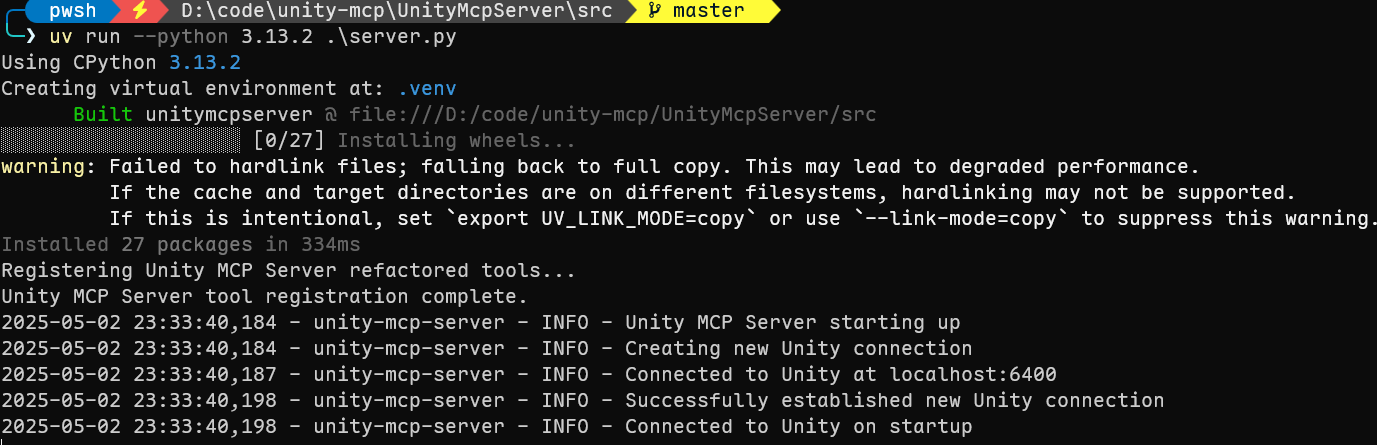 pwsh D:\code\unity-mcp\UnityMcpServer\src master
❯ uv run --python 3.13.2 .\server.py
Using CPython 3.13.2
Creating virtual environment at: .venv
Built unitymcpserver @ file:///D:/code/unity-mcp/UnityMcpServer/src
░░░░░░░░░░░░░░░░░░░░ [0/27] Installing wheels...
warning: Failed to hardlink files; falling back to full copy. This may lead to degraded performance.
If the cache and target directories are on different filesystems, hardlinking may not be supported.
If this is intentional, set `export UV_LINK_MODE=copy` or use `--link-mode=copy` to suppress this warning.
Installed 27 packages in 334ms
Registering Unity MCP Server refactored tools...
Unity MCP Server tool registration complete.
2025-05-02 23:33:40,184 - unity-mcp-server - INFO - Unity MCP Server starting up
2025-05-02 23:33:40,184 - unity-mcp-server - INFO - Creating new Unity connection
2025-05-02 23:33:40,187 - unity-mcp-server - INFO - Connected to Unity at localhost:6400
2025-05-02 23:33:40,198 - unity-mcp-server - INFO - Successfully established new Unity connection
2025-05-02 23:33:40,198 - unity-mcp-server - INFO - Connected to Unity on startup